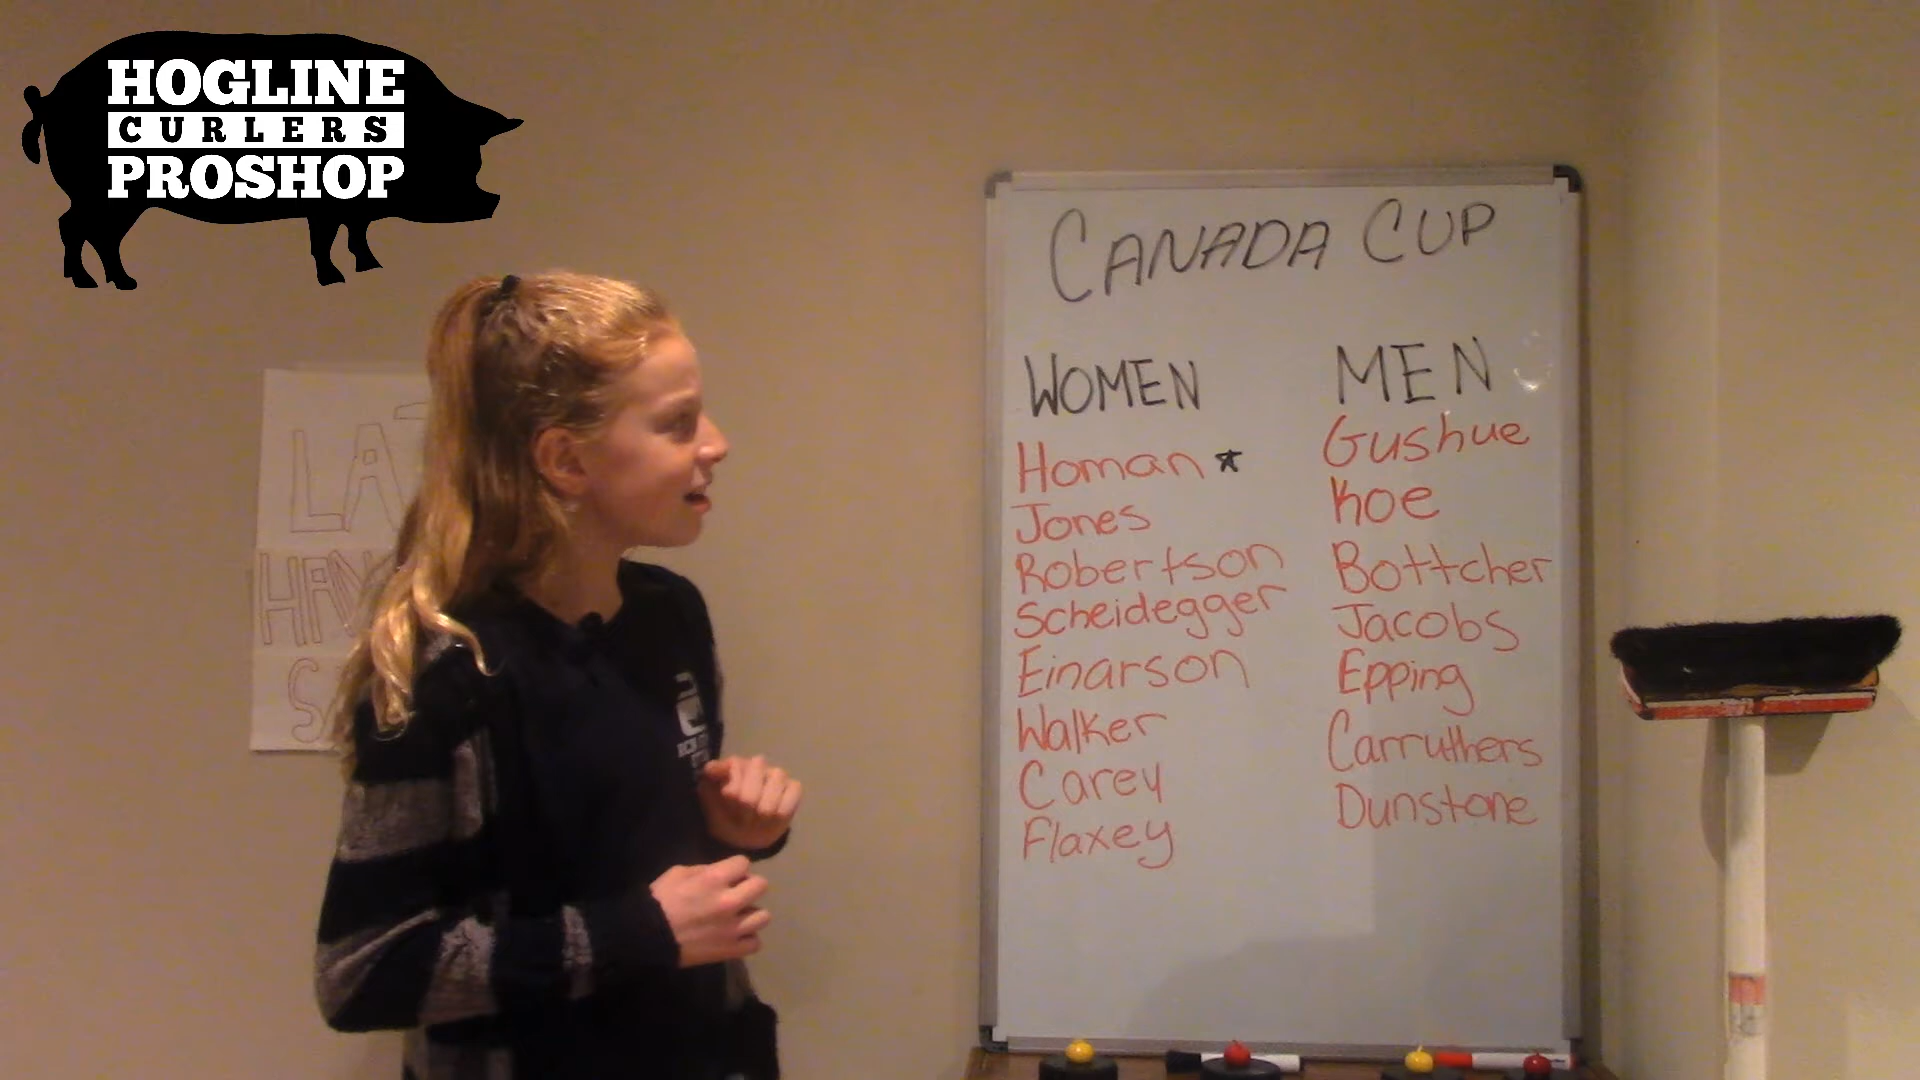 HOGLINE
CURLERS
PROSHOP
CANADA CUP
WOMEN
Homan
Jones
Robertson
Scheidegger
Einarson
Walker
Carey
Flaxey
MEN
Gushue
Koe
Bottcher
Jacobs
Epping
Carruthers
Dunstone